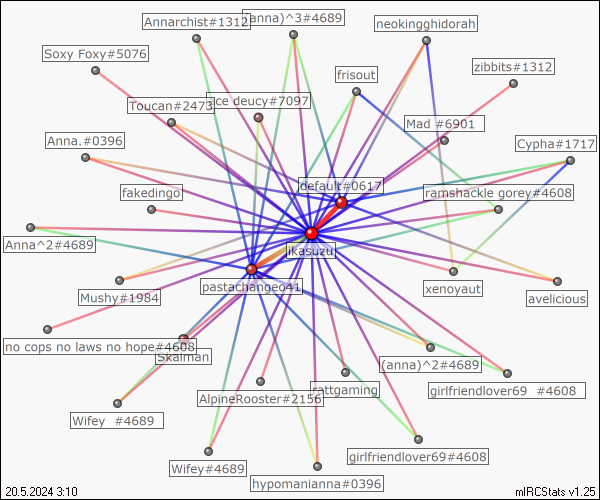 Annarchist#1312
(anna)^3#4689
neokingghidorah
Soxy Foxy#5076
zibbits#1312
frisout
Toucan#2473
ice deucy#7097
Mad #6901
Anna.#0396
Cypha#1717
default#0617
fakedingo
ramshackle gorey#4608
Anna^2#4689
ikasuzu
pastachangeo41
xenoyaut
Mushy#1984
avelicious
no cops no laws no hope#4608
Skaiman
(anna)^2#4689
rattgaming
girlfriendlover69 #4608
AlpineRooster#2156
Wifey #4689
girlfriendlover69#4608
Wifey#4689
hypomanianna#0396
20.5.2024 3:10
mIRCStats v1.25